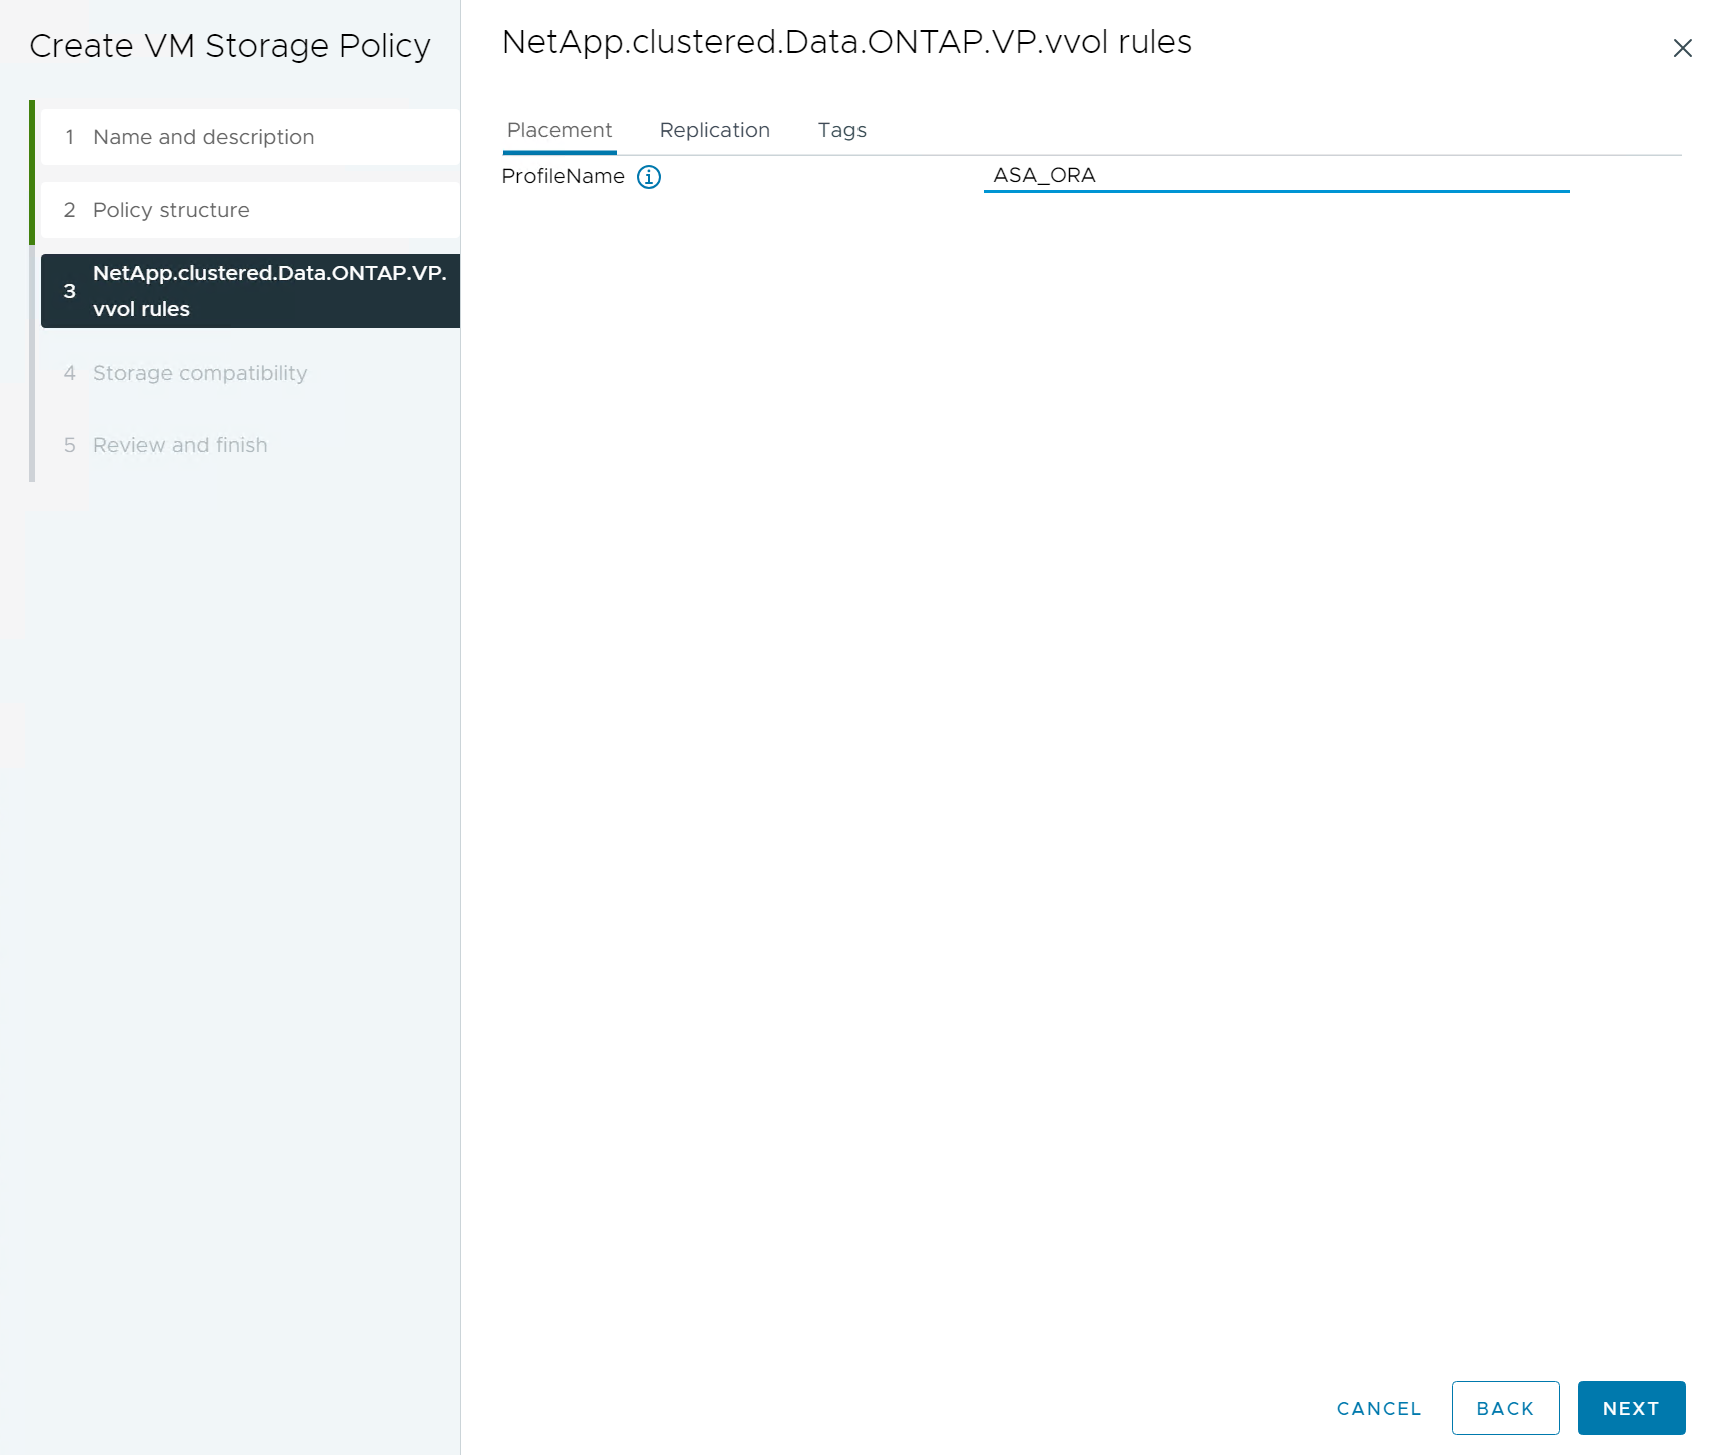 Create VM Storage Policy
1 Name and description
2 Policy structure
3 NetApp.clustered.Data.ONTAP.VP.
vvol rules
4 Storage compatibility
5 Review and finish
NetApp.clustered.Data.ONTAP.VP.vvol rules
Placement Replication Tags
ProfileName ASA_ORA
CANCEL BACK NEXT